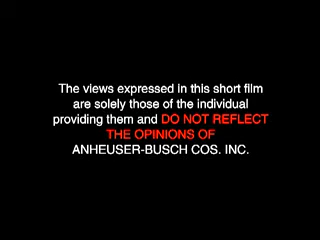 The views expressed in this short film
are solely those of the individual
providing them and DO NOT REFLECT
THE OPINIONS OF
ANHEUSER-BUSCH COS. INC.